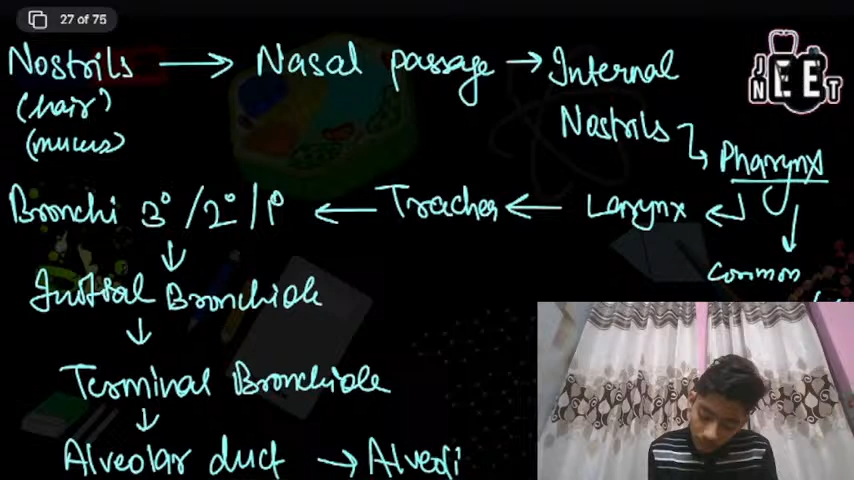 27 of 75
Nostrils → Nasal passage → Internal
Nostrils
(hair)
(mucus)
Pharynx
JNEET
Bronchi 3°/2°/1° ← Trachea ← Larynx
common
Initial Bronchiole
Terminal Bronchiole
Alveolar duct → Alveoli